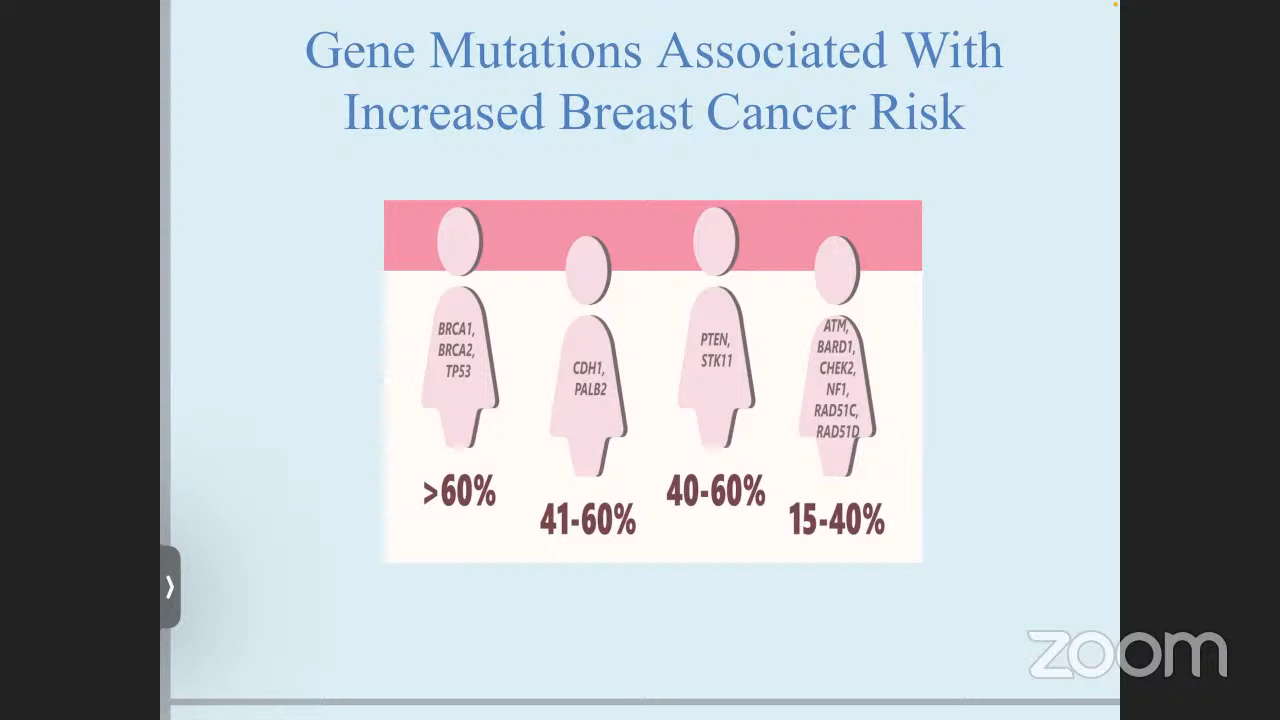 Gene Mutations Associated With
Increased Breast Cancer Risk
BRCA1,
BRCA2,
TP53
>60%
CDH1,
PALB2
41-60%
PTEN,
STK11
40-60%
ATM,
BARD1,
CHEK2,
NF1,
RAD51C,
RAD51D
15-40%
zoom